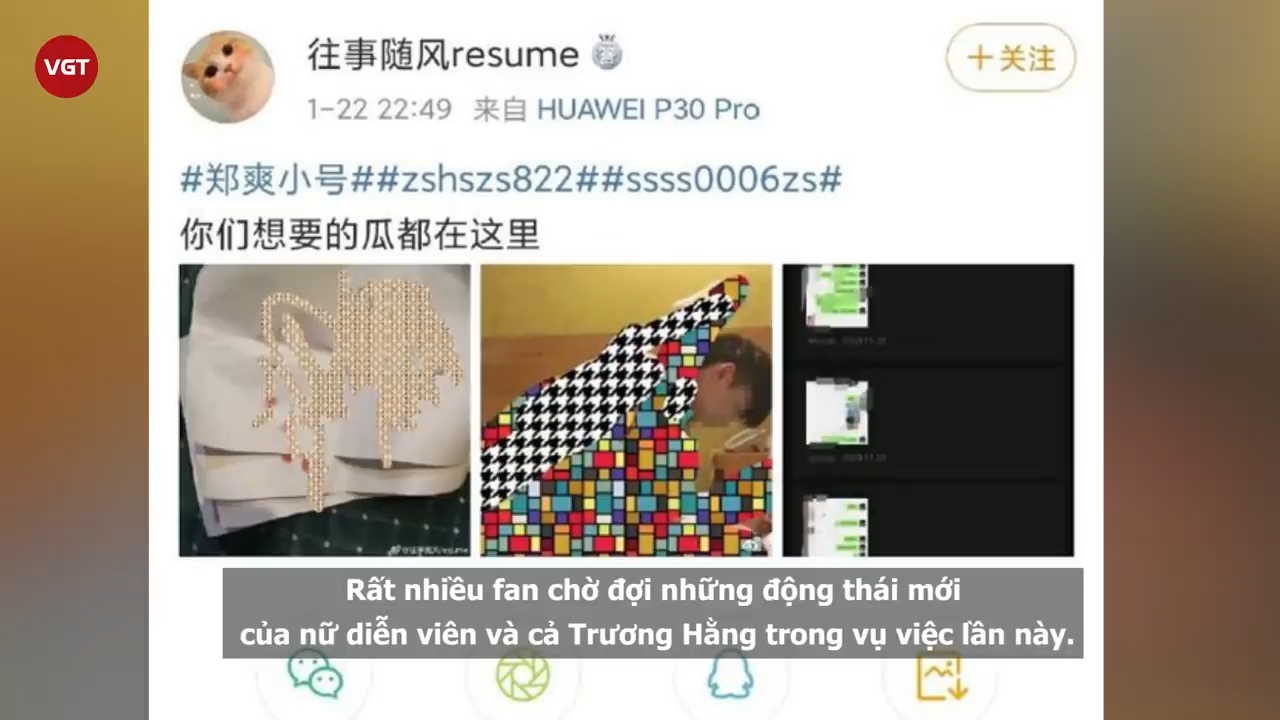 VGT
往事随风resume
+关注
1-22 22:49 来自 HUAWEI P30 Pro
#郑爽小号##zshszs822##ssss0006zs#
你们想要的瓜都在这里
Rất nhiều fan chờ đợi những động thái mới
của nữ diễn viên và cả Trương Hằng trong vụ việc lần này.